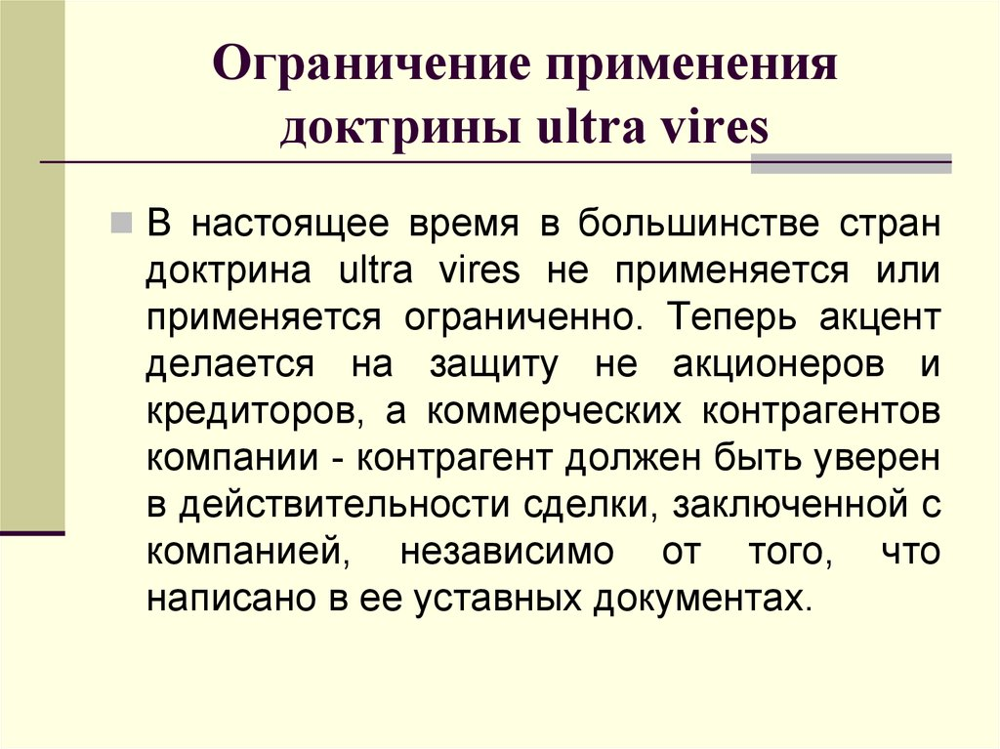 Ограничение применения
доктрины ultra vires
В настоящее время в большинстве стран
доктрина ultra vires не применяется или
применяется ограниченно. Теперь акцент
делается на защиту не акционеров и
кредиторов, а коммерческих контрагентов
компании - контрагент должен быть уверен
в действительности сделки, заключенной с
компанией, независимо от того, что
написано в ее уставных документах.